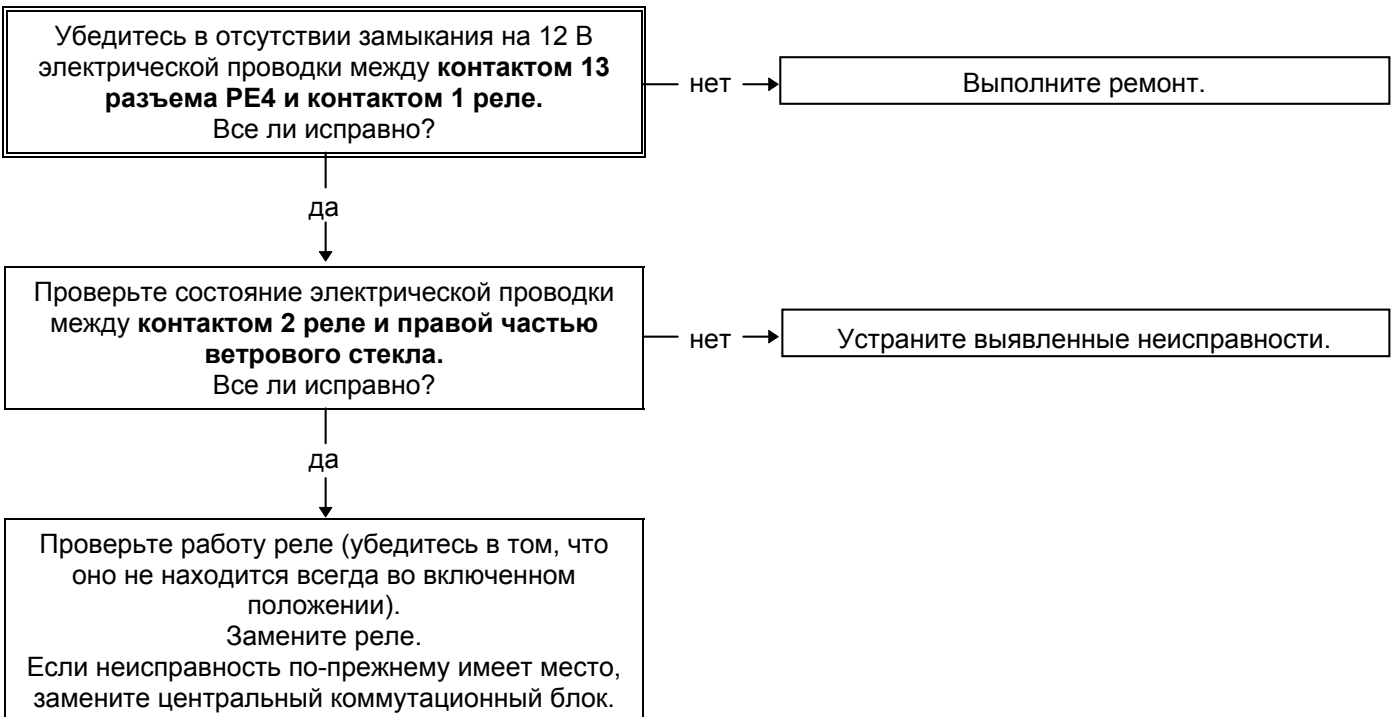 Убедитесь в отсутствии замыкания на 12 В
электрической проводки между контактом 13
разъема PE4 и контактом 1 реле.
Все ли исправно?
нет
Выполните ремонт.
да
Проверьте состояние электрической проводки
между контактом 2 реле и правой частью
ветрового стекла.
Все ли исправно?
нет
Устраните выявленные неисправности.
да
Проверьте работу реле (убедитесь в том, что
оно не находится всегда во включенном
положении).
Замените реле.
Если неисправность по-прежнему имеет место,
замените центральный коммутационный блок.